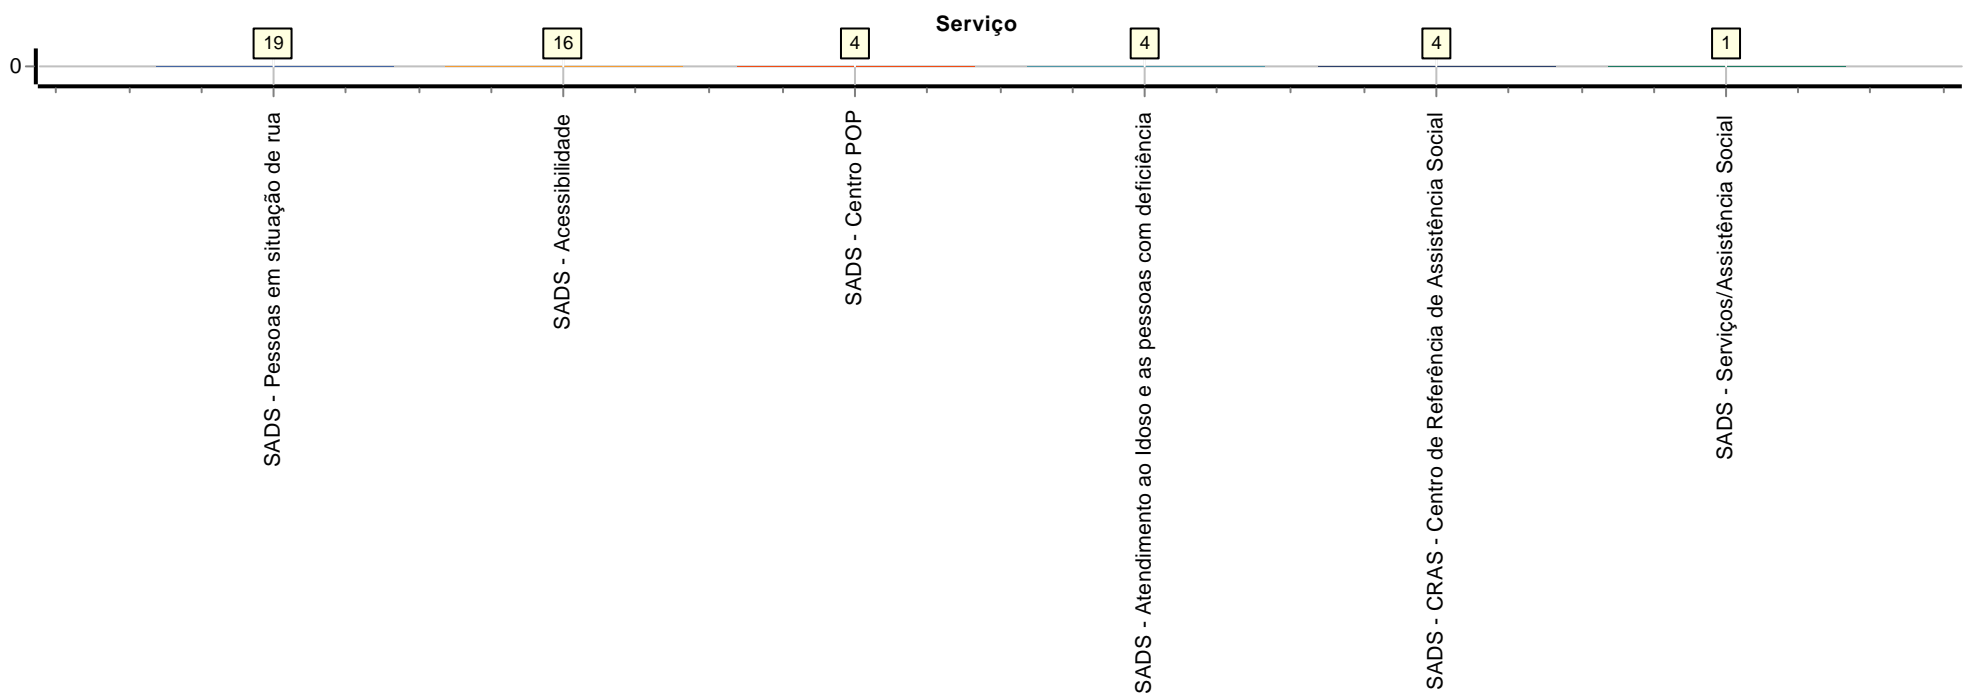 Serviço
19
16
4
4
4
1
0
SADS - Pessoas em situação de rua
SADS - Acessibilidade
SADS - Centro POP
SADS - Atendimento ao Idoso e as pessoas com deficiência
SADS - CRAS - Centro de Referência de Assistência Social
SADS - Serviços/Assistência Social